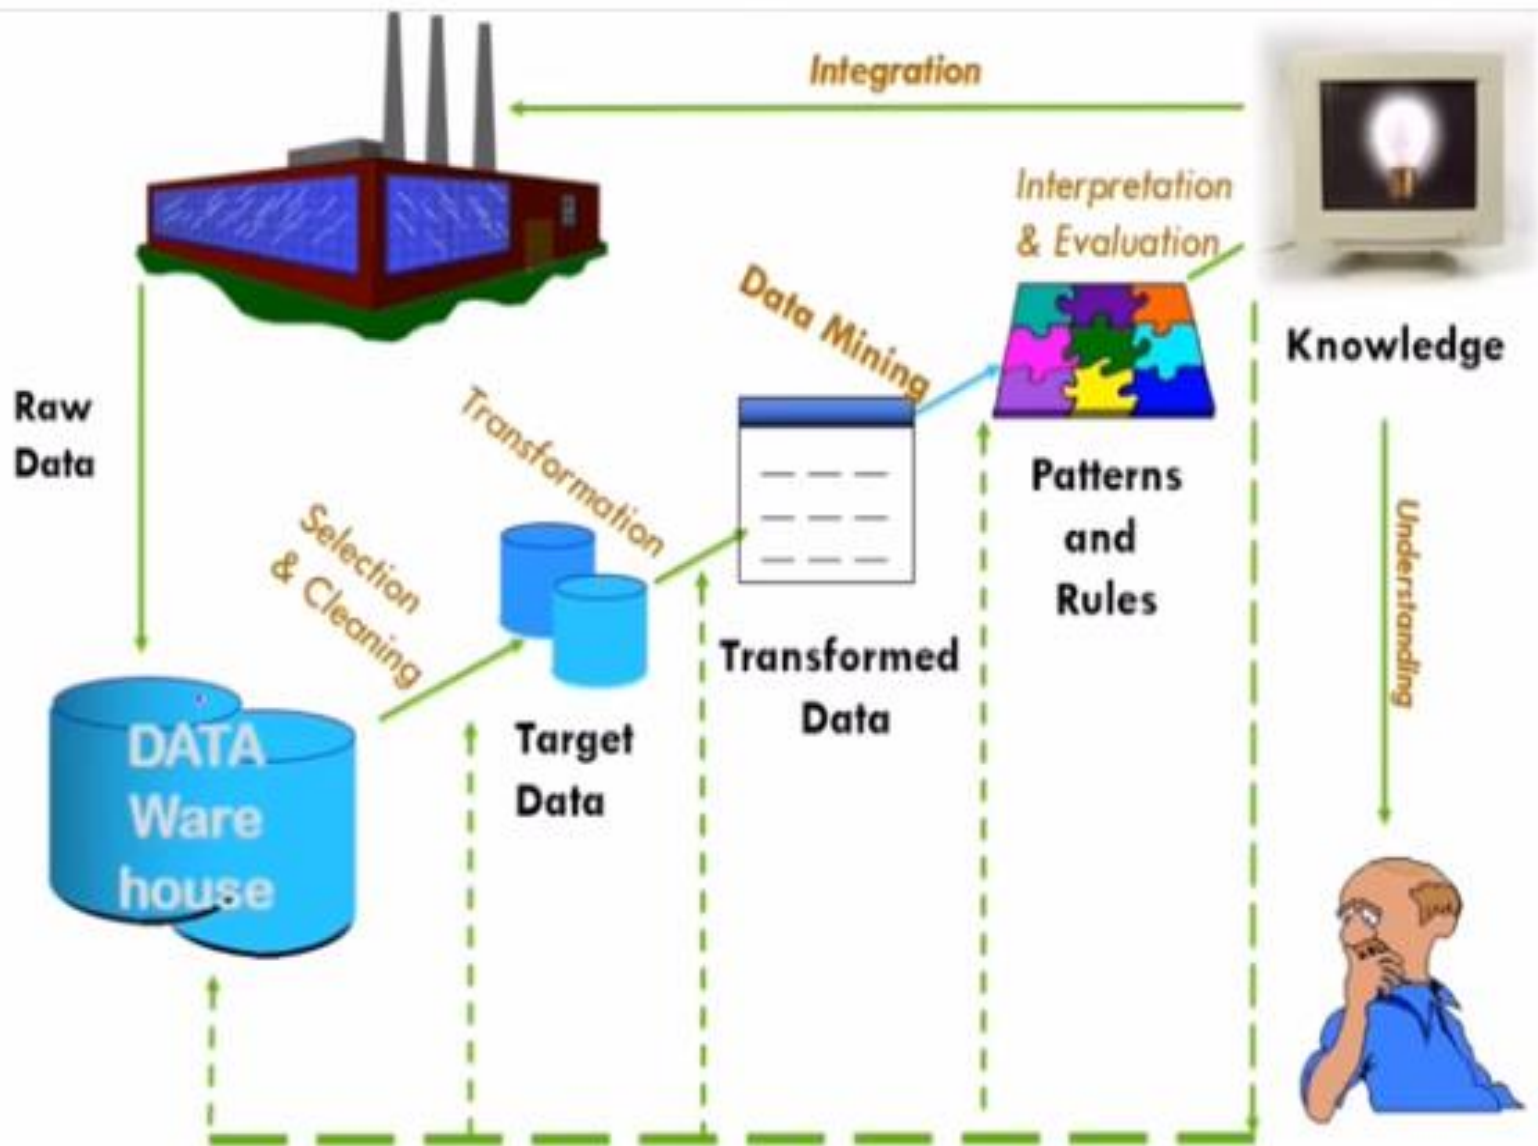 Integration
Interpretation
& Evaluation
Data Mining
Knowledge
Raw
Data
Transformation
Patterns
and
Rules
Selection
& Cleaning
Understanding
Transformed
Data
Target
Data
DATA
Ware
house